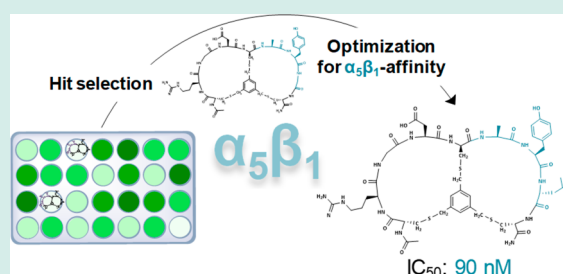 Hit selection
Optimization
for α5β1-affinity
α5β1
IC50: 90 nM